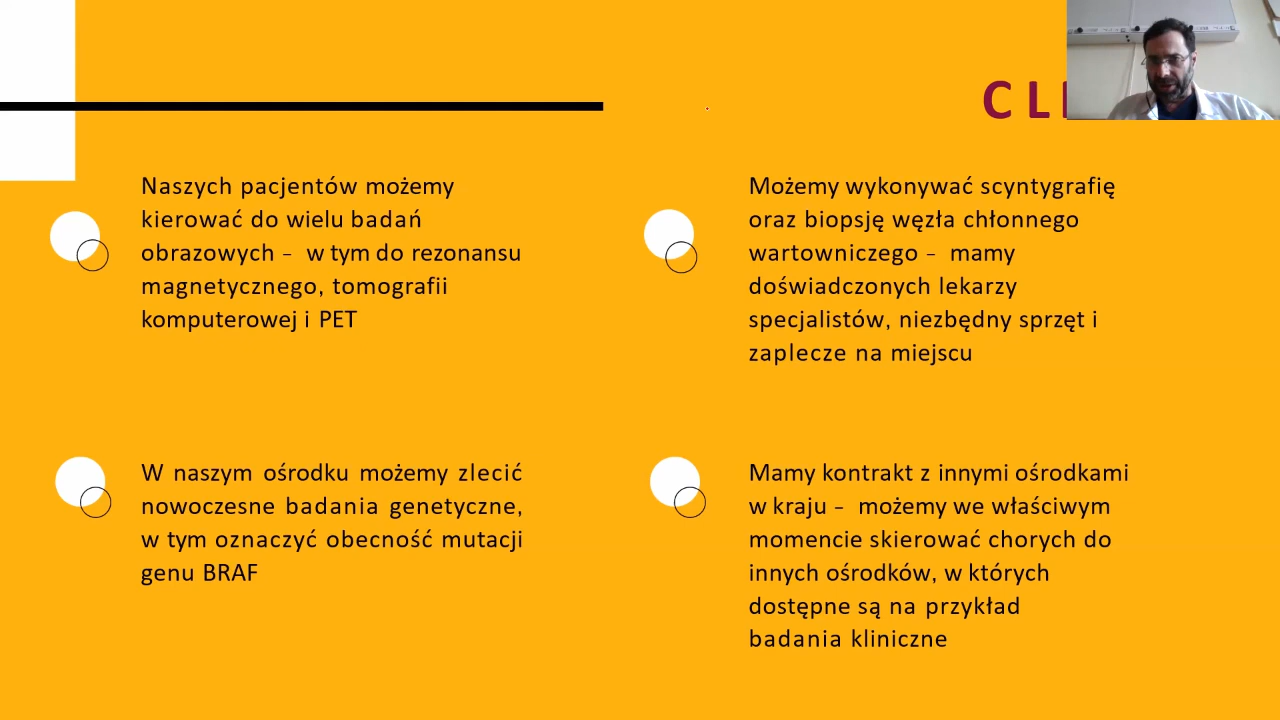 Naszych pacjentów możemy
kierować do wielu badań
obrazowych – w tym do rezonansu
magnetycznego, tomografii
komputerowej i PET
Możemy wykonywać scyntygrafię
oraz biopsję węzła chłonnego
wartowniczego – mamy
doświadczonych lekarzy
specjalistów, niezbędny sprzęt i
zaplecze na miejscu
W naszym ośrodku możemy zlecić
nowoczesne badania genetyczne,
w tym oznaczyć obecność mutacji
genu BRAF
Mamy kontrakt z innymi ośrodkami
w kraju – możemy we właściwym
momencie skierować chorych do
innych ośrodków, w których
dostępne są na przykład
badania kliniczne